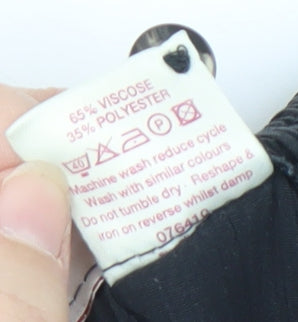 65% VISCOSE
35% POLYESTER
40
P
Machine wash reduce cycle
Wash with similar colours
Do not tumble dry. Reshape &
iron on reverse whilst damp